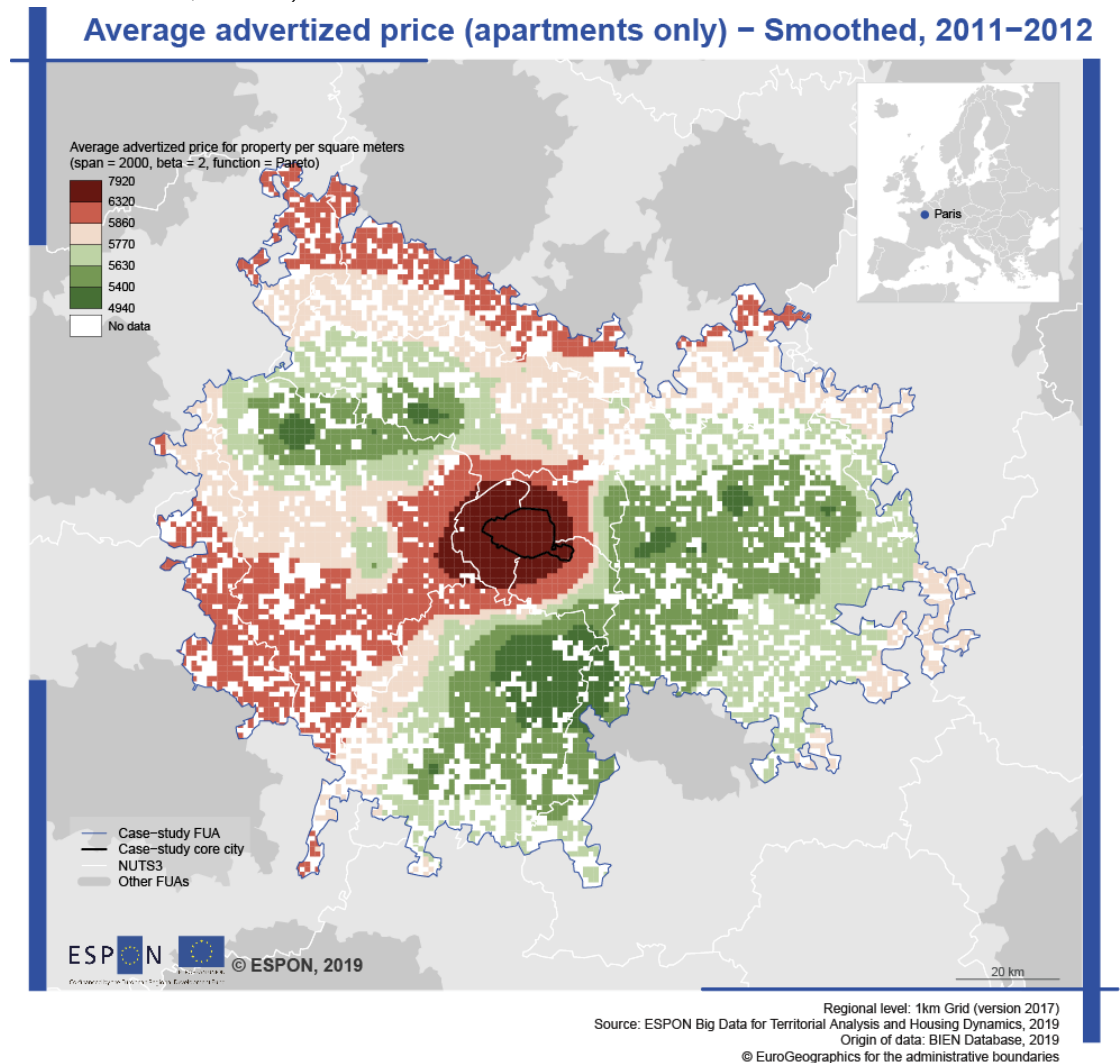 Average advertized price (apartments only) − Smoothed, 2011−2012
Average advertized price for property per square meters
(span = 2000, beta = 2, function = Pareto)
7920
6320
5860
5770
5630
5400
4940
No data
Paris
Case−study FUA
Case−study core city
NUTS3
Other FUAs
ESPON
© ESPON, 2019
20 km
Regional level: 1km Grid (version 2017)
Source: ESPON Big Data for Territorial Analysis and Housing Dynamics, 2019
Origin of data: BIEN Database, 2019
© EuroGeographics for the administrative boundaries